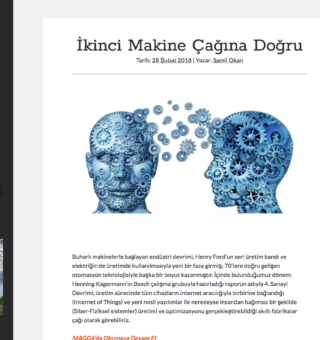 İkinci Makine Çağına Doğru
Tarih: 28 Şubat 2018 | Yazar: Samil Okan
Buharlı makinelerle başlayan endüstri devrimi, Henry Ford'un seri üretim bandı ve
elektriğin de üretimde kullanılmasıyla yeni bir faza girmiş; 70'lere doğru gelişen
otomasyon teknolojisiyle başka bir boyut kazanmıştır. İçinde bulunduğumuz dönem;
Henning Kagermann'ın Bosch çalışma grubuyla hazırladığı raporun adıyla 4. Sanayi
Devrimi, üretim sürecinde tüm cihazların internet aracılığıyla birbirine bağlandığı
(Internet of Things) ve yeni nesil yazılımlar ile neredeyse insandan bağımsız bir şekilde
(Siber-Fiziksel sistemler) üretimi ve optimizasyonu gerçekleştirebildiği akıllı fabrikalar
çağı olarak görebiliriz.
MAGG4'da Okumaya Devam Et